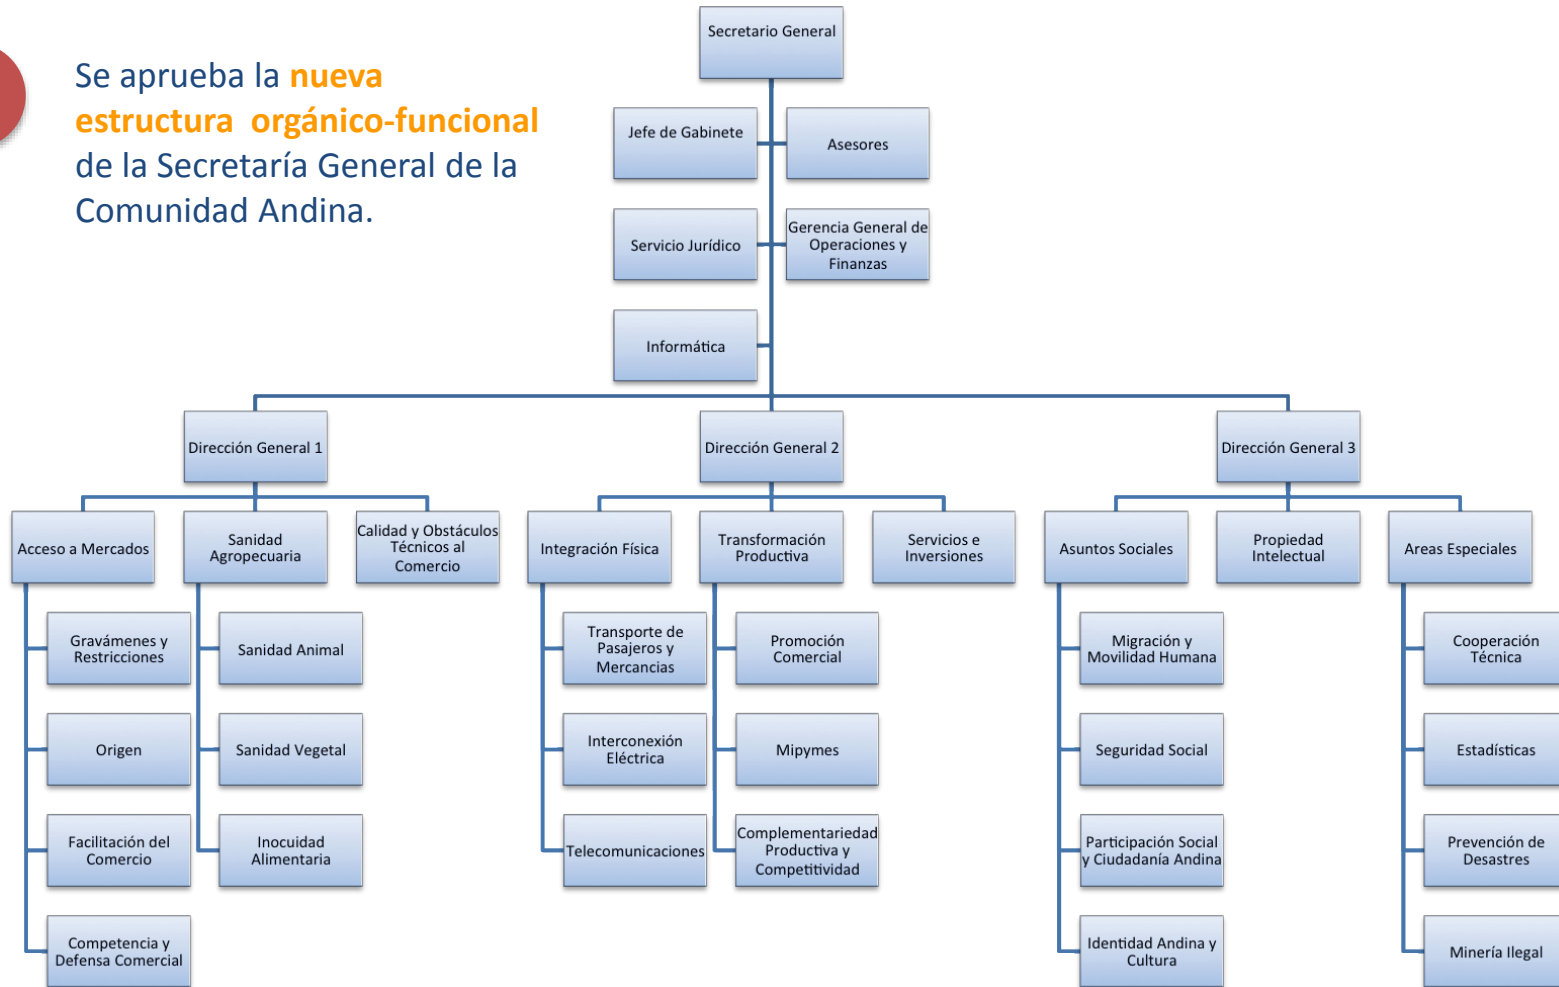 Secretario General
Se aprueba la nueva
estructura orgánico-funcional
de la Secretaría General de la
Comunidad Andina.
Jefe de Gabinete
Asesores
Servicio Jurídico
Gerencia General de
Operaciones y
Finanzas
Informática
Dirección General 1
Dirección General 2
Dirección General 3
Acceso a Mercados
Sanidad
Agropecuaria
Calidad y Obstáculos
Técnicos al
Comercio
Integración Física
Transformación
Productiva
Servicios e
Inversiones
Asuntos Sociales
Propiedad
Intelectual
Areas Especiales
Gravámenes y
Restricciones
Sanidad Animal
Transporte de
Pasajeros y
Mercancias
Promoción
Comercial
Migración y
Movilidad Humana
Cooperación
Técnica
Origen
Sanidad Vegetal
Interconexión
Eléctrica
Mipymes
Seguridad Social
Estadísticas
Facilitación del
Comercio
Inocuidad
Alimentaria
Telecomunicaciones
Complementariedad
Productiva y
Competitividad
Participación Social
y Ciudadanía Andina
Prevención de
Desastres
Competencia y
Defensa Comercial
Identidad Andina y
Cultura
Minería Ilegal